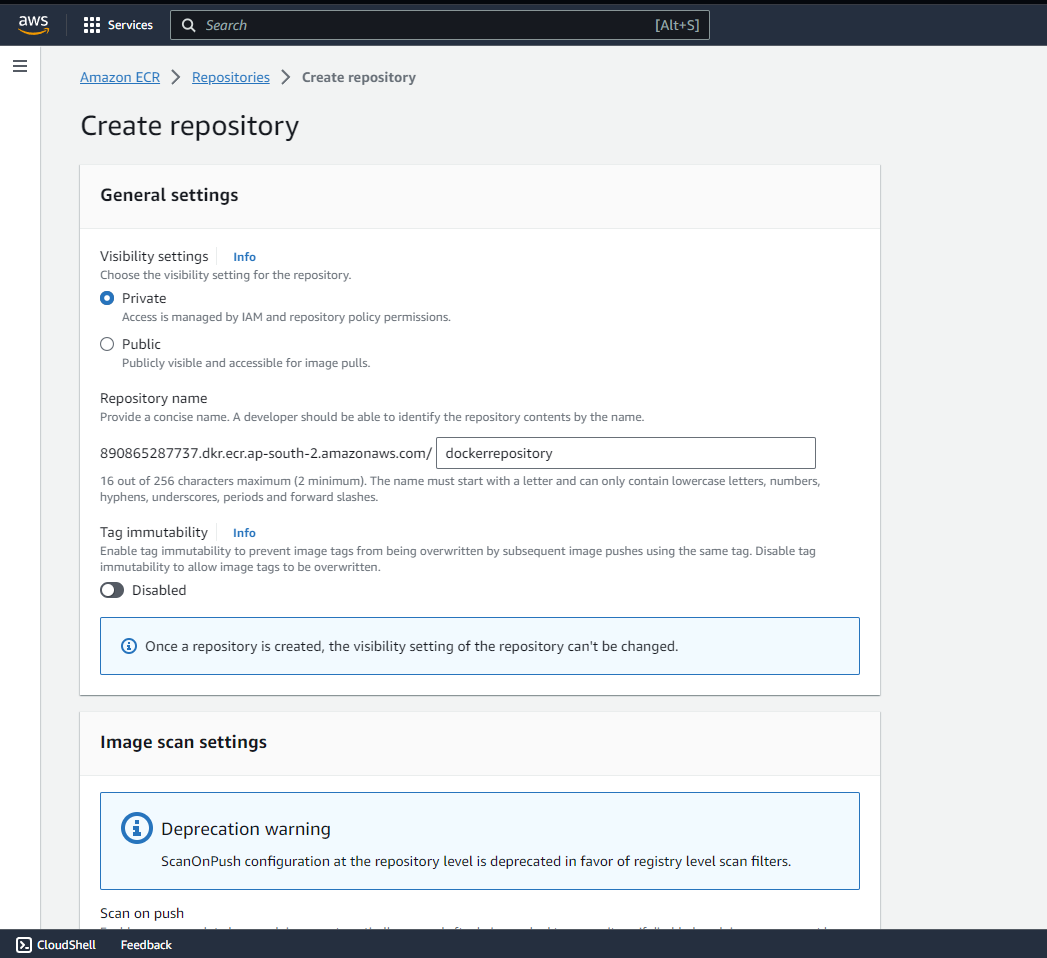 aws Services Search [Alt+S]
Amazon ECR Repositories Create repository
Create repository
General settings
Visibility settings Info
Choose the visibility setting for the repository.
Private
Access is managed by IAM and repository policy permissions.
Public
Publicly visible and accessible for image pulls.
Repository name
Provide a concise name. A developer should be able to identify the repository contents by the name.
890865287737.dkr.ecr.ap-south-2.amazonaws.com/ dockerrepository
16 out of 256 characters maximum (2 minimum). The name must start with a letter and can only contain lowercase letters, numbers,
hyphens, underscores, periods and forward slashes.
Tag immutability Info
Enable tag immutability to prevent image tags from being overwritten by subsequent image pushes using the same tag. Disable tag
immutability to allow image tags to be overwritten.
Disabled
Once a repository is created, the visibility setting of the repository can't be changed.
Image scan settings
Deprecation warning
ScanOnPush configuration at the repository level is deprecated in favor of registry level scan filters.
Scan on push
CloudShell Feedback